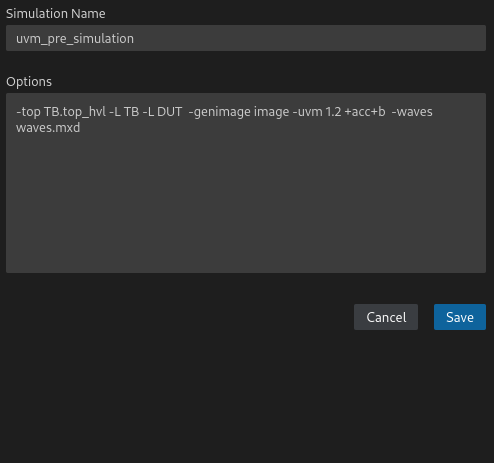 Simulation Name
uvm_pre_simulation
Options
-top TB.top_hvl -L TB -L DUT  -genimage image -uvm 1.2 +acc+b  -waves
waves.mxd
Cancel
Save